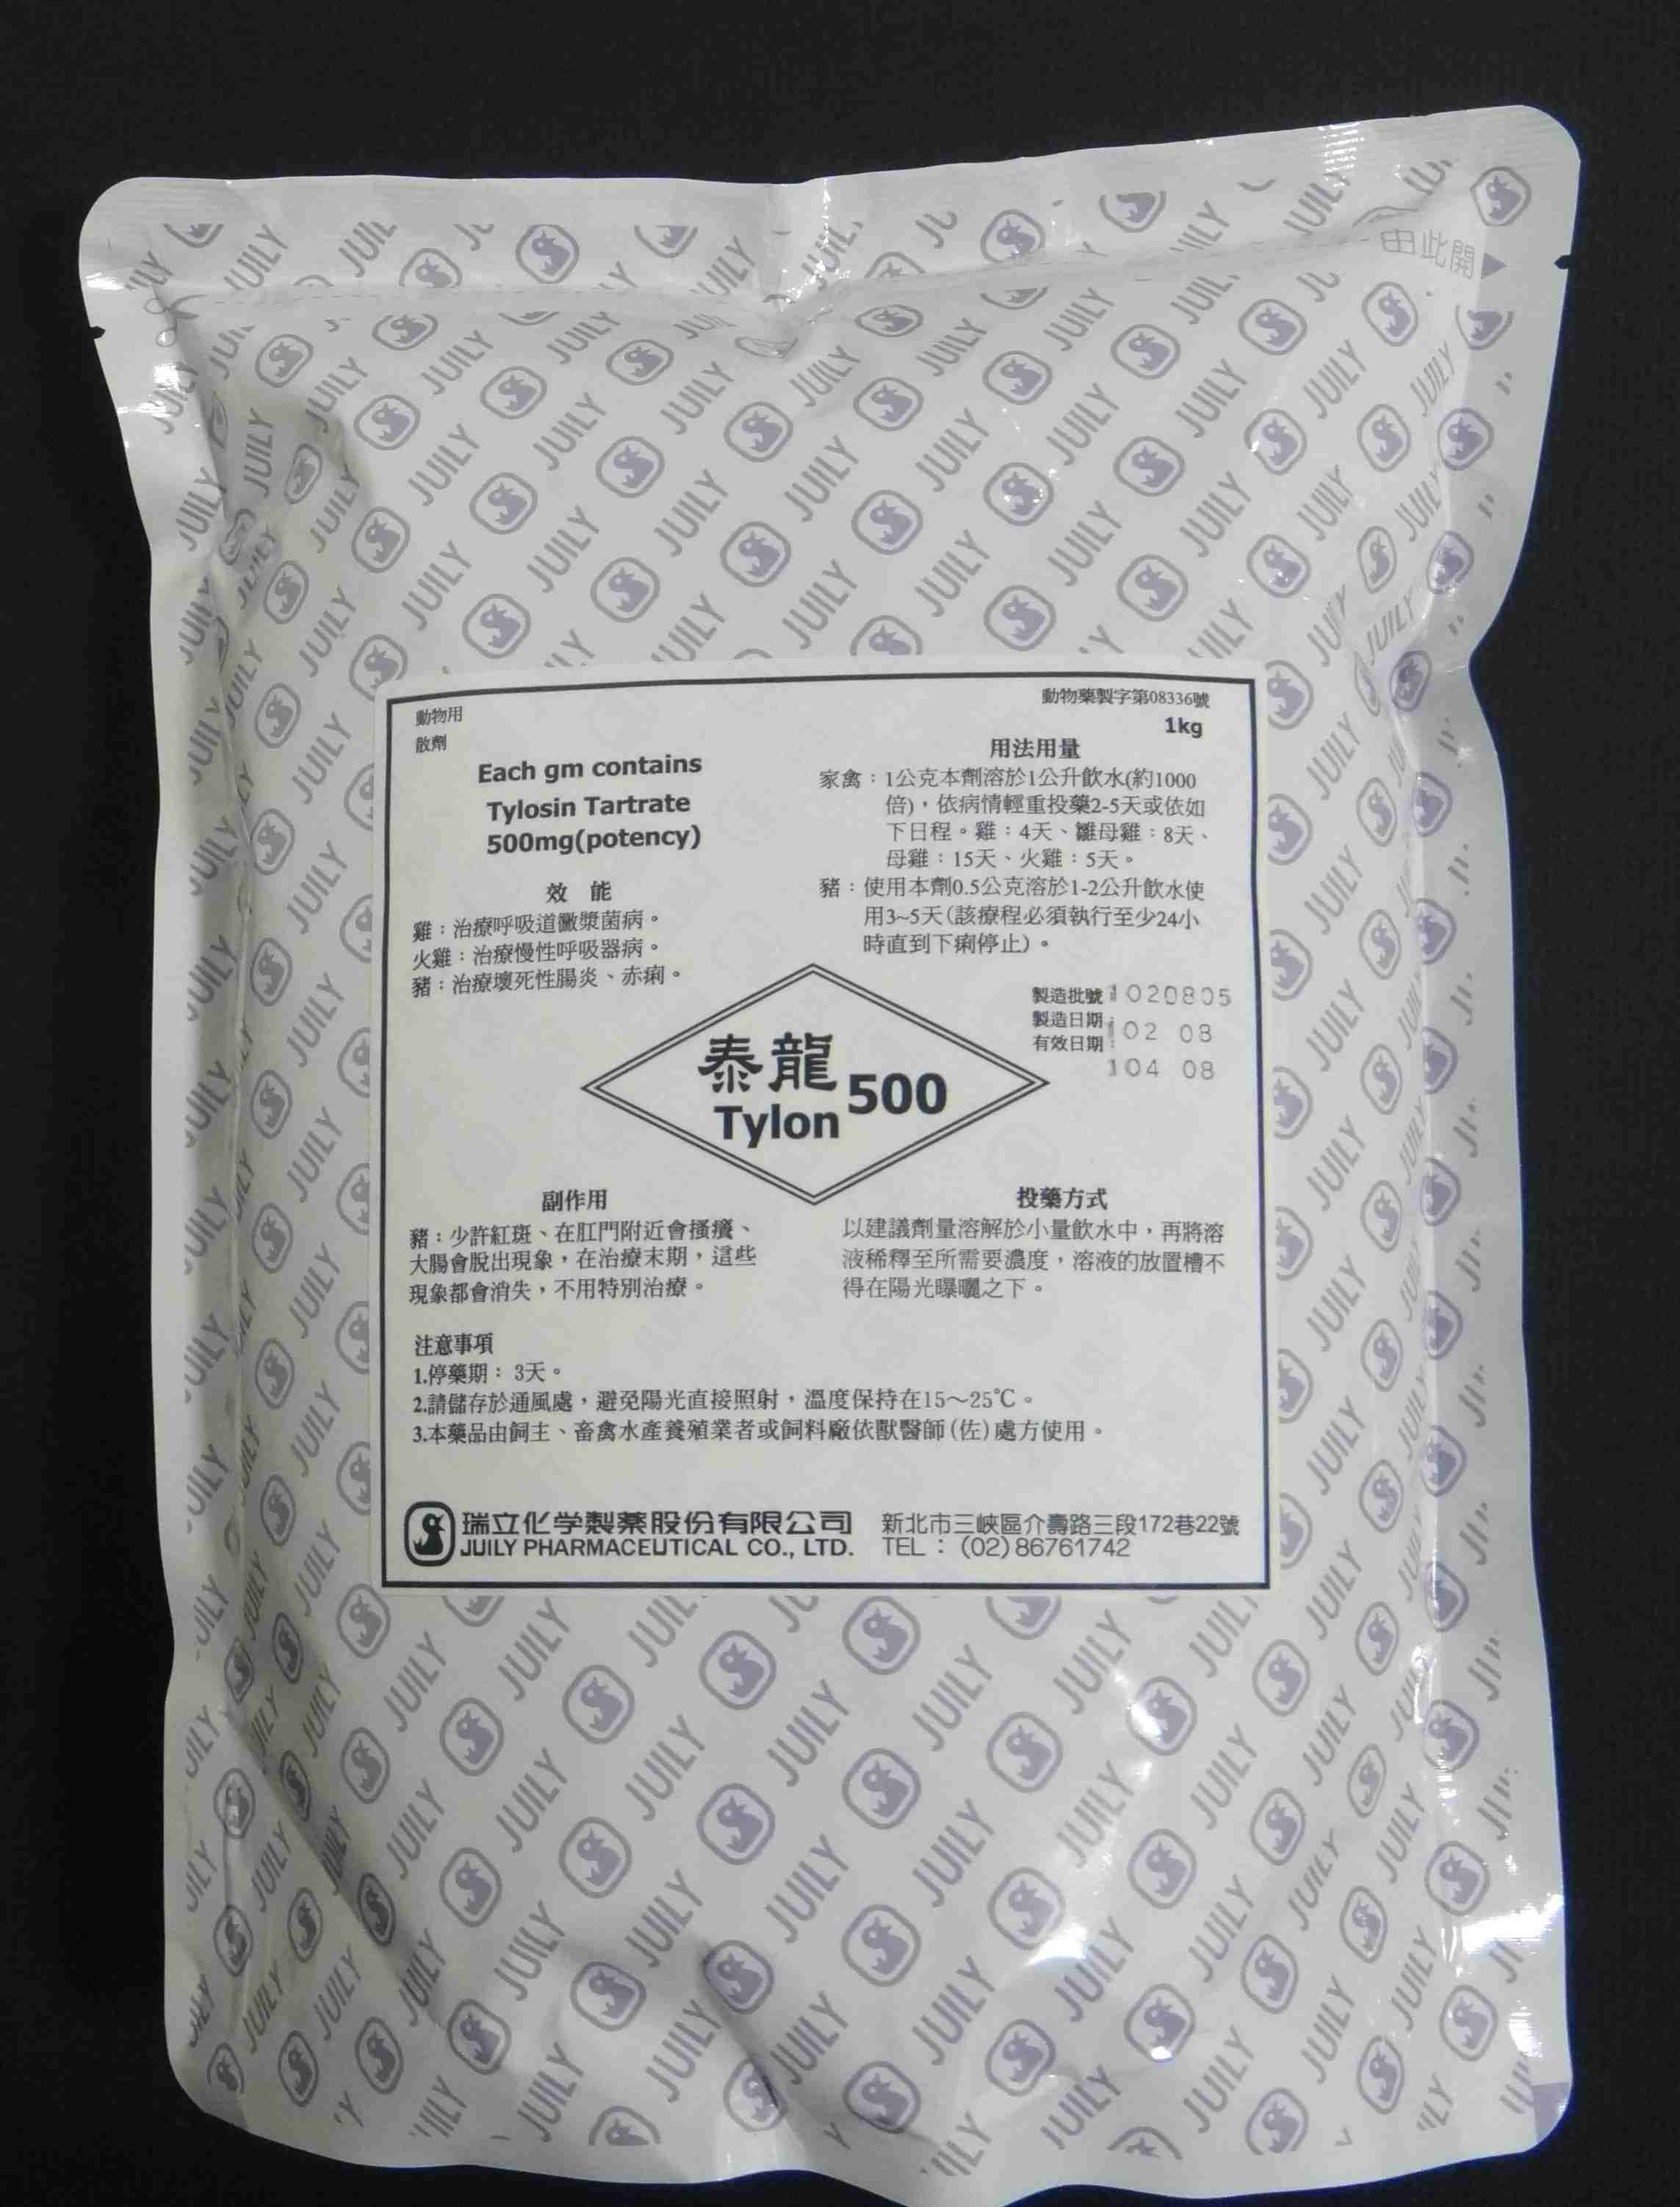 由此開
動物用
散劑
動物藥製字第08336號
1kg
Each gm contains
Tylosin Tartrate
500mg(potency)
效 能
雞：治療呼吸道黴漿菌病。
火雞：治療慢性呼吸器病。
豬：治療壞死性腸炎、赤痢。
用法用量
家禽：1公克本劑溶於1公升飲水(約1000
倍)，依病情輕重投藥2-5天或依如
下日程。雞：4天、雛母雞：8天、
母雞：15天、火雞：5天。
豬：使用本劑0.5公克溶於1-2公升飲水使
用3~5天(該療程必須執行至少24小
時直到下痢停止)。
製造批號：1020805
製造日期：102 08
有效日期：104 08
泰龍
Tylon 500
副作用
豬：少許紅斑、在肛門附近會搔癢、
大腸會脫出現象，在治療末期，這些
現象都會消失，不用特別治療。
投藥方式
以建議劑量溶解於小量飲水中，再將溶
液稀釋至所需要濃度，溶液的放置槽不
得在陽光曝曬之下。
注意事項
1.停藥期：3天。
2.請儲存於通風處，避免陽光直接照射，溫度保持在15～25℃。
3.本藥品由飼主、畜禽水產養殖業者或飼料廠依獸醫師(佐)處方使用。
瑞立化学製薬股份有限公司
JUILY PHARMACEUTICAL CO., LTD.
新北市三峽區介壽路三段172巷22號
TEL：(02)86761742
JUILY